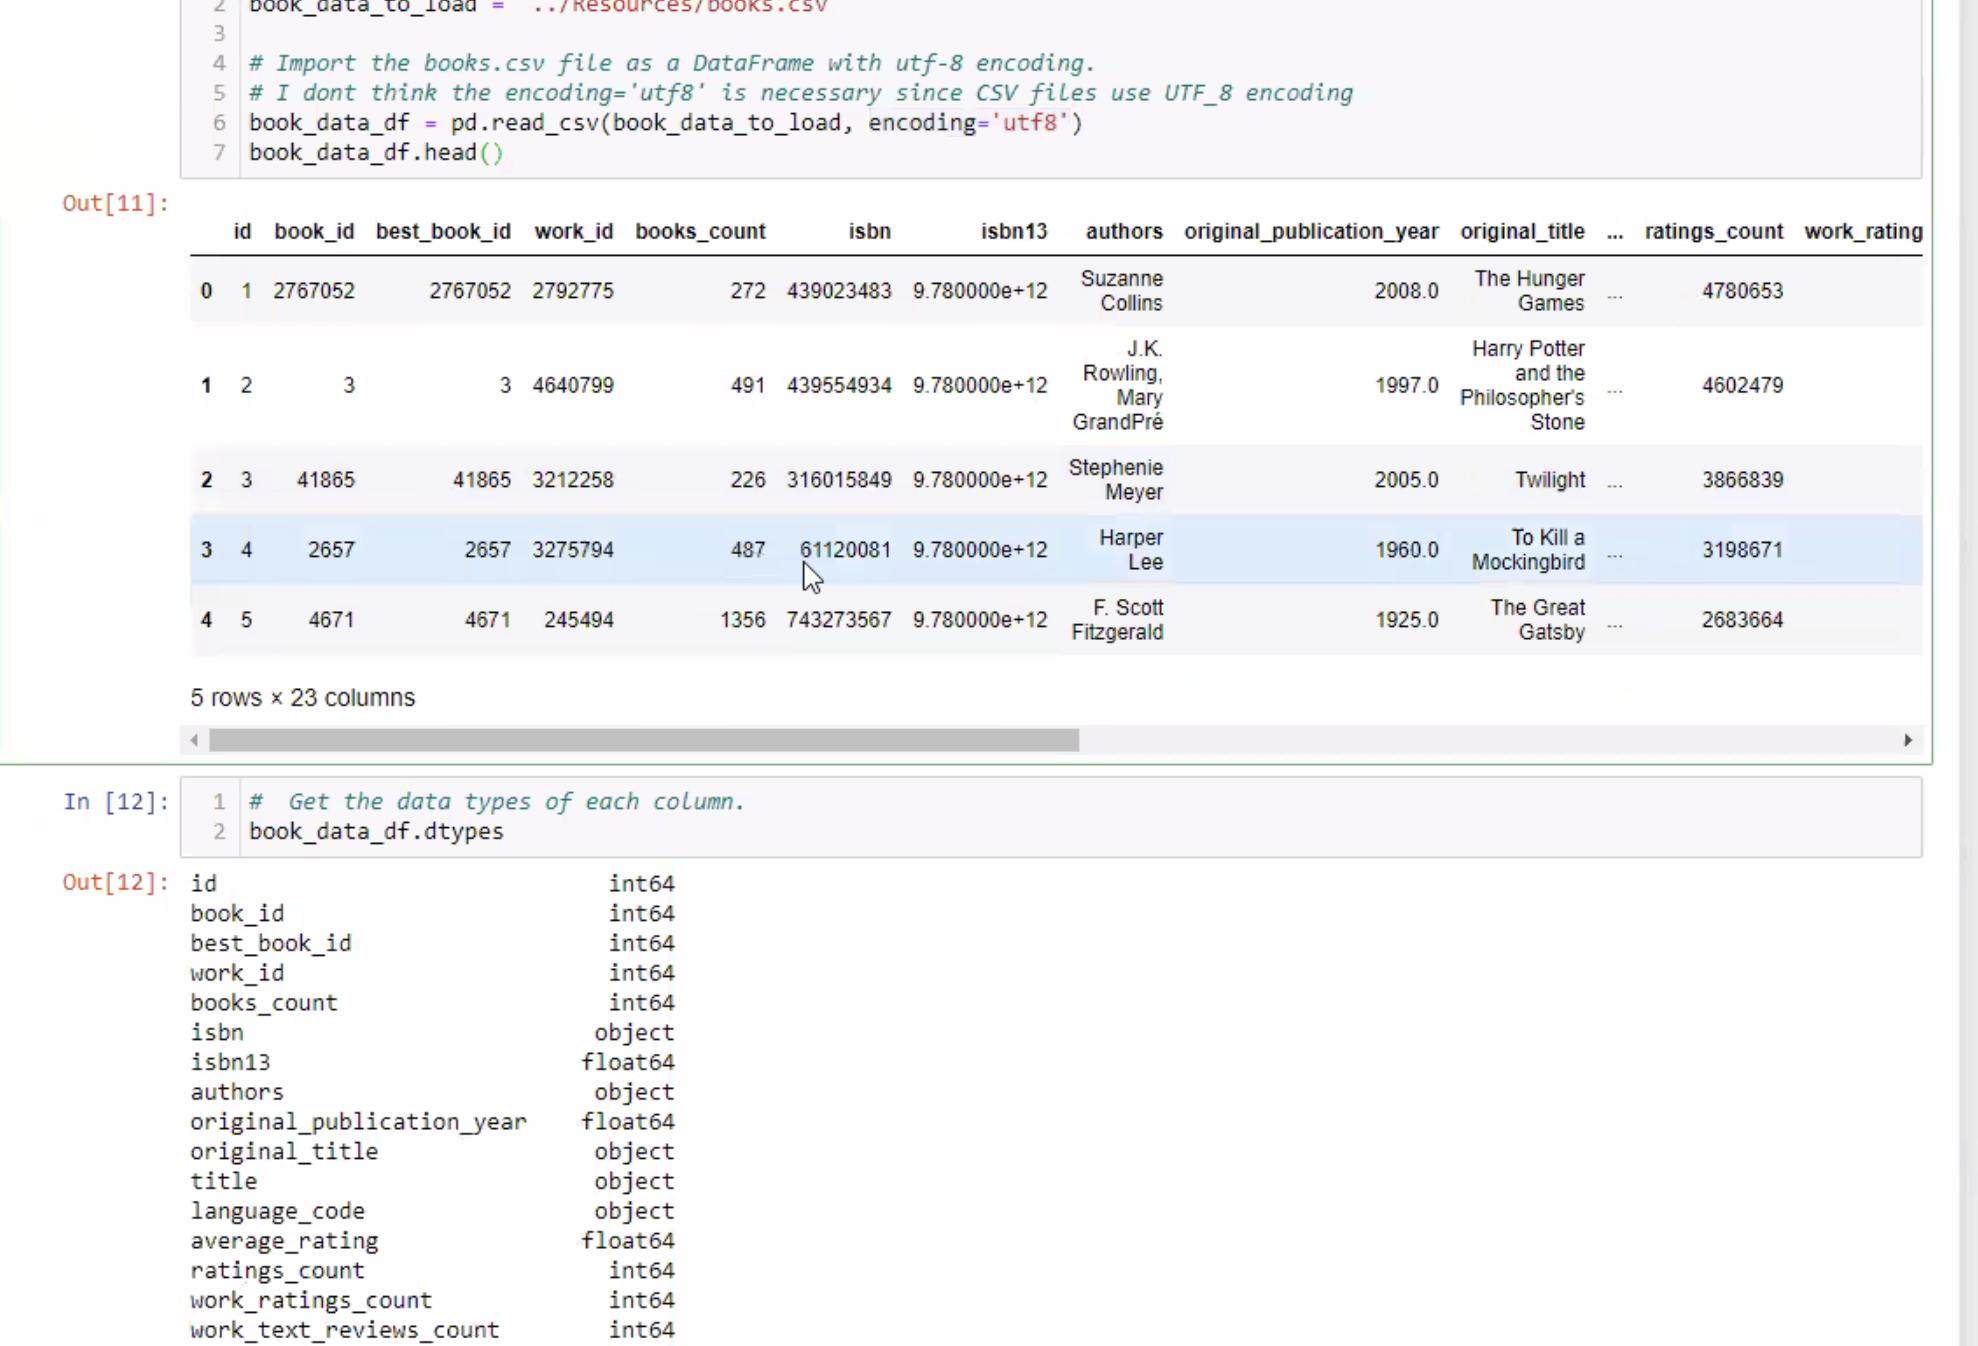 2 book_data_to_load = "../Resources/books.csv"
3
4 # Import the books.csv file as a DataFrame with utf-8 encoding.
5 # I dont think the encoding='utf8' is necessary since CSV files use UTF_8 encoding
6 book_data_df = pd.read_csv(book_data_to_load, encoding='utf8')
7 book_data_df.head()
Out[11]:
id book_id best_book_id work_id books_count isbn isbn13 authors original_publication_year original_title ... ratings_count work_rating
0 1 2767052 2767052 2792775 272 439023483 9.780000e+12 Suzanne Collins 2008.0 The Hunger Games ... 4780653
1 2 3 3 4640799 491 439554934 9.780000e+12 J.K. Rowling, Mary GrandPré 1997.0 Harry Potter and the Philosopher's Stone ... 4602479
2 3 41865 41865 3212258 226 316015849 9.780000e+12 Stephenie Meyer 2005.0 Twilight ... 3866839
3 4 2657 2657 3275794 487 61120081 9.780000e+12 Harper Lee 1960.0 To Kill a Mockingbird ... 3198671
4 5 4671 4671 245494 1356 743273567 9.780000e+12 F. Scott Fitzgerald 1925.0 The Great Gatsby ... 2683664
5 rows × 23 columns
In [12]: 1 #  Get the data types of each column.
2 book_data_df.dtypes
Out[12]: id int64
book_id int64
best_book_id int64
work_id int64
books_count int64
isbn object
isbn13 float64
authors object
original_publication_year float64
original_title object
title object
language_code object
average_rating float64
ratings_count int64
work_ratings_count int64
work_text_reviews_count int64